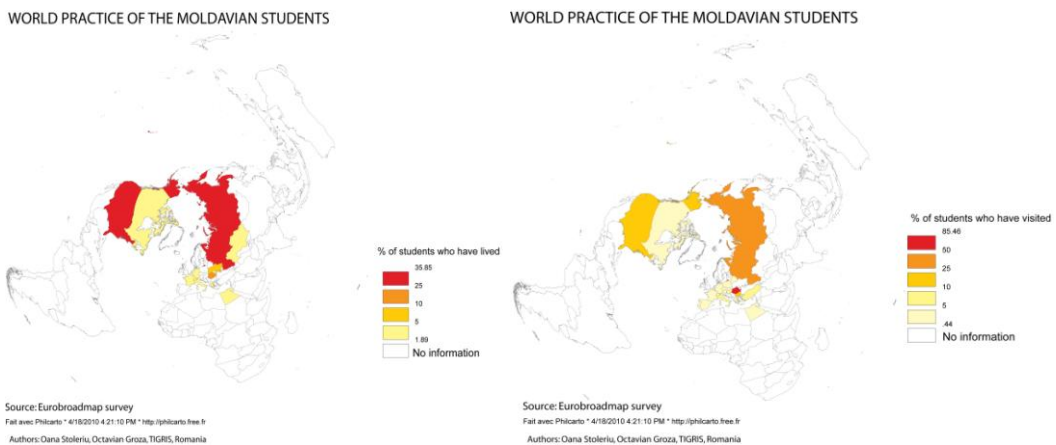 WORLD PRACTICE OF THE MOLDAVIAN STUDENTS
% of students who have lived
35.85
25
10
5
1.89
No information
Source: Eurobroadmap survey
Fait avec Philcarto * 4/18/2010 4:21:10 PM * http://philcarto.free.fr
Authors: Oana Stoleriu, Octavian Groza, TIGRIS, Romania
WORLD PRACTICE OF THE MOLDAVIAN STUDENTS
% of students who have visited
85.46
50
25
10
5
.44
No information
Source: Eurobroadmap survey
Fait avec Philcarto * 4/18/2010 4:21:10 PM * http://philcarto.free.fr
Authors: Oana Stoleriu, Octavian Groza, TIGRIS, Romania